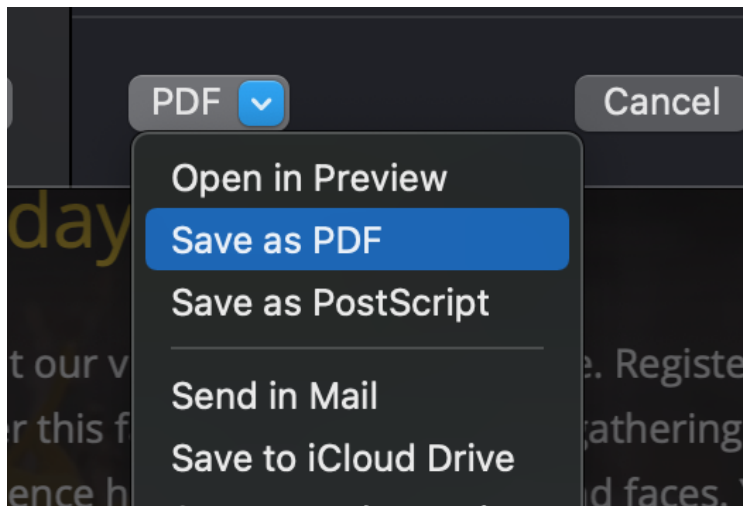 PDF
Cancel
Open in Preview
day
Save as PDF
Save as PostScript
t our v
e. Registe
Send in Mail
r this f
gathering
Save to iCloud Drive
ence h
d faces.